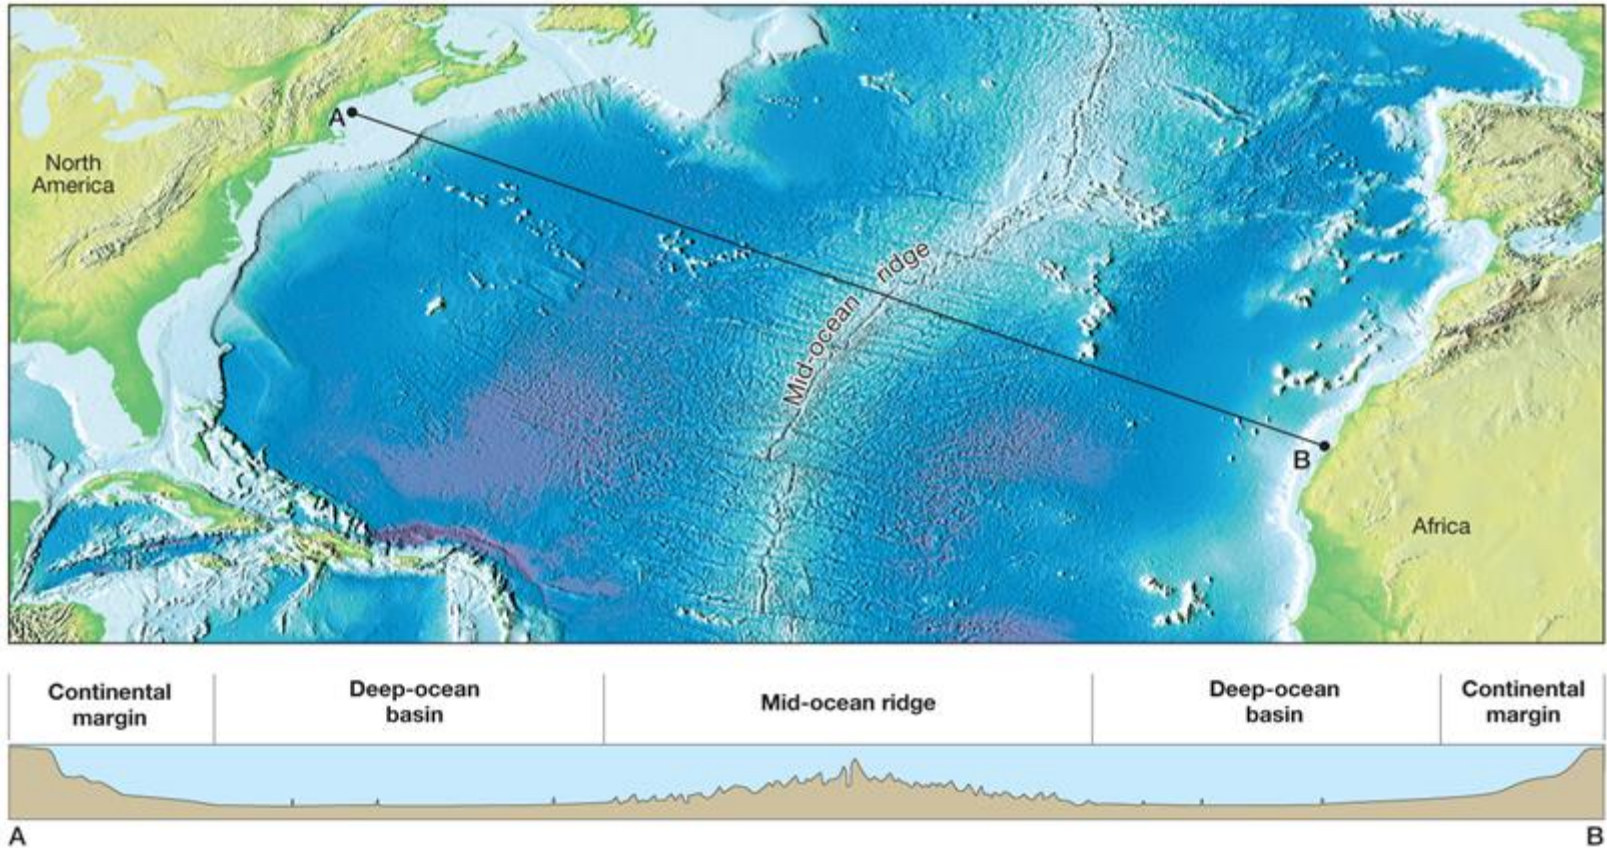 A
North
America
Mid-ocean ridge
B
Africa
Continental
margin
Deep-ocean
basin
Mid-ocean ridge
Deep-ocean
basin
Continental
margin
A
B